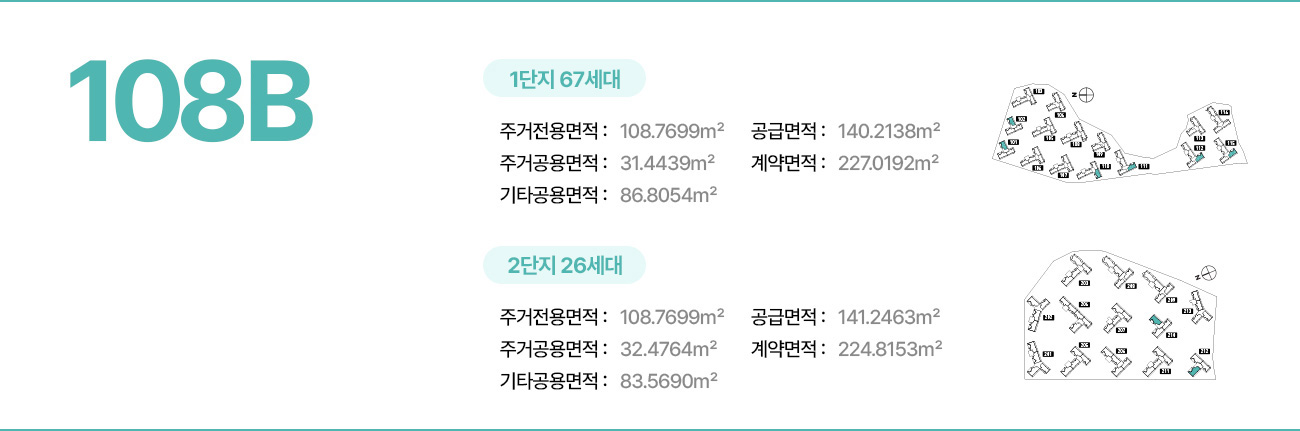 108B
1단지 67세대
주거전용면적 : 108.7699m² 공급면적 : 140.2138m²
주거공용면적 : 31.4439m² 계약면적 : 227.0192m²
기타공용면적 : 86.8054m²
2단지 26세대
주거전용면적 : 108.7699m² 공급면적 : 141.2463m²
주거공용면적 : 32.4764m² 계약면적 : 224.8153m²
기타공용면적 : 83.5690m²